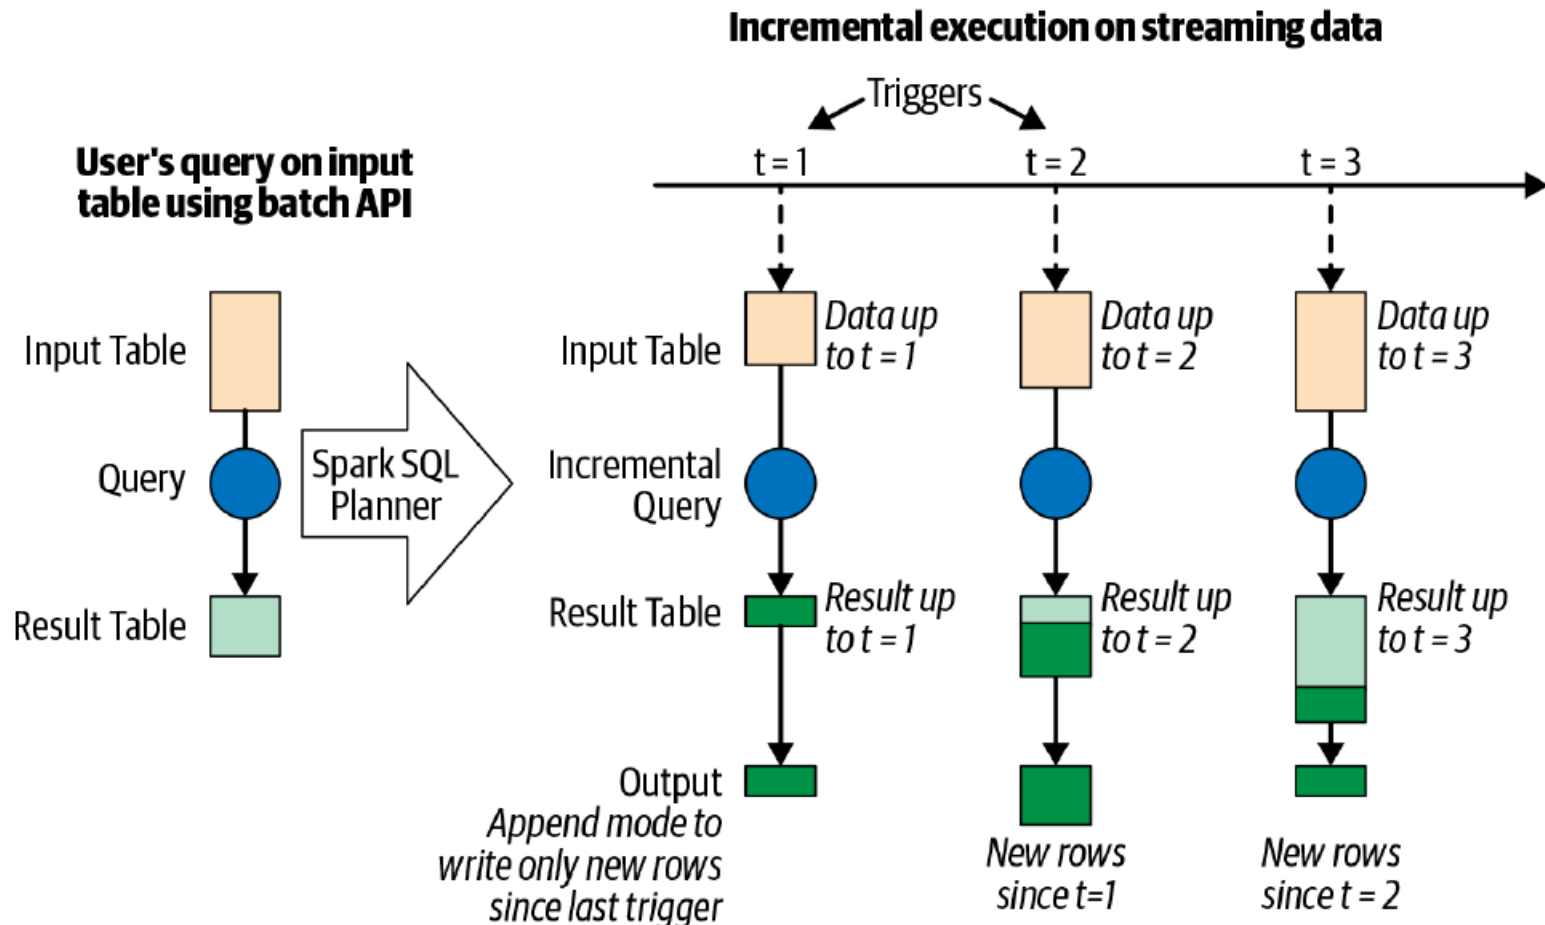 Incremental execution on streaming data
Triggers
User's query on input
table using batch API
t = 1
t = 2
t = 3
Input Table
Query
Result Table
Spark SQL
Planner
Input Table
Data up
to t = 1
Data up
to t = 2
Data up
to t = 3
Incremental
Query
Result Table
Result up
to t = 1
Result up
to t = 2
Result up
to t = 3
Output
Append mode to
write only new rows
since last trigger
New rows
since t=1
New rows
since t = 2